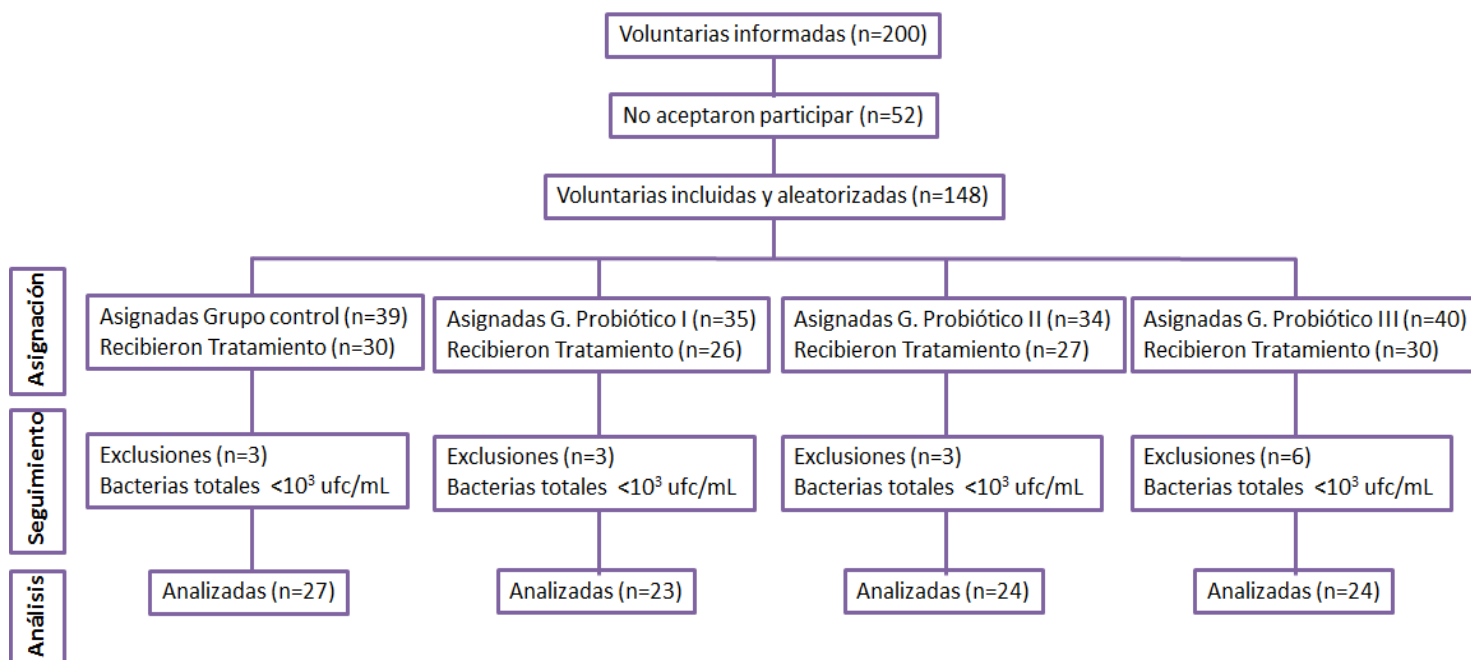 Voluntarias informadas (n=200)
No aceptaron participar (n=52)
Voluntarias incluidas y aleatorizadas (n=148)
Asignación
Asignadas Grupo control (n=39)
Recibieron Tratamiento (n=30)
Asignadas G. Probiótico I (n=35)
Recibieron Tratamiento (n=26)
Asignadas G. Probiótico II (n=34)
Recibieron Tratamiento (n=27)
Asignadas G. Probiótico III (n=40)
Recibieron Tratamiento (n=30)
Seguimiento
Exclusiones (n=3)
Bacterias totales <10³ ufc/mL
Exclusiones (n=3)
Bacterias totales <10³ ufc/mL
Exclusiones (n=3)
Bacterias totales <10³ ufc/mL
Exclusiones (n=6)
Bacterias totales <10³ ufc/mL
Análisis
Analizadas (n=27)
Analizadas (n=23)
Analizadas (n=24)
Analizadas (n=24)